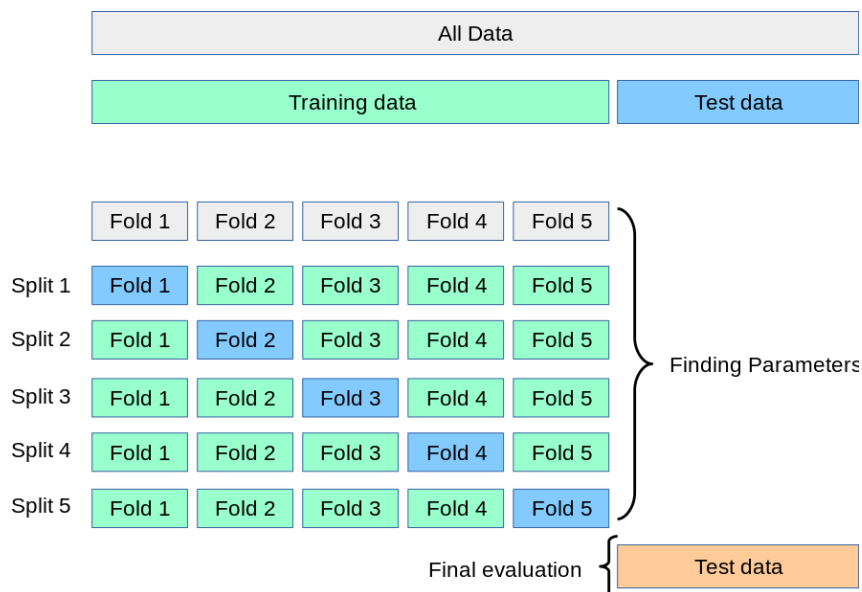 All Data
Training data Test data
Fold 1 Fold 2 Fold 3 Fold 4 Fold 5
Split 1 Fold 1 Fold 2 Fold 3 Fold 4 Fold 5
Split 2 Fold 1 Fold 2 Fold 3 Fold 4 Fold 5
Finding Parameters
Split 3 Fold 1 Fold 2 Fold 3 Fold 4 Fold 5
Split 4 Fold 1 Fold 2 Fold 3 Fold 4 Fold 5
Split 5 Fold 1 Fold 2 Fold 3 Fold 4 Fold 5
Final evaluation Test data